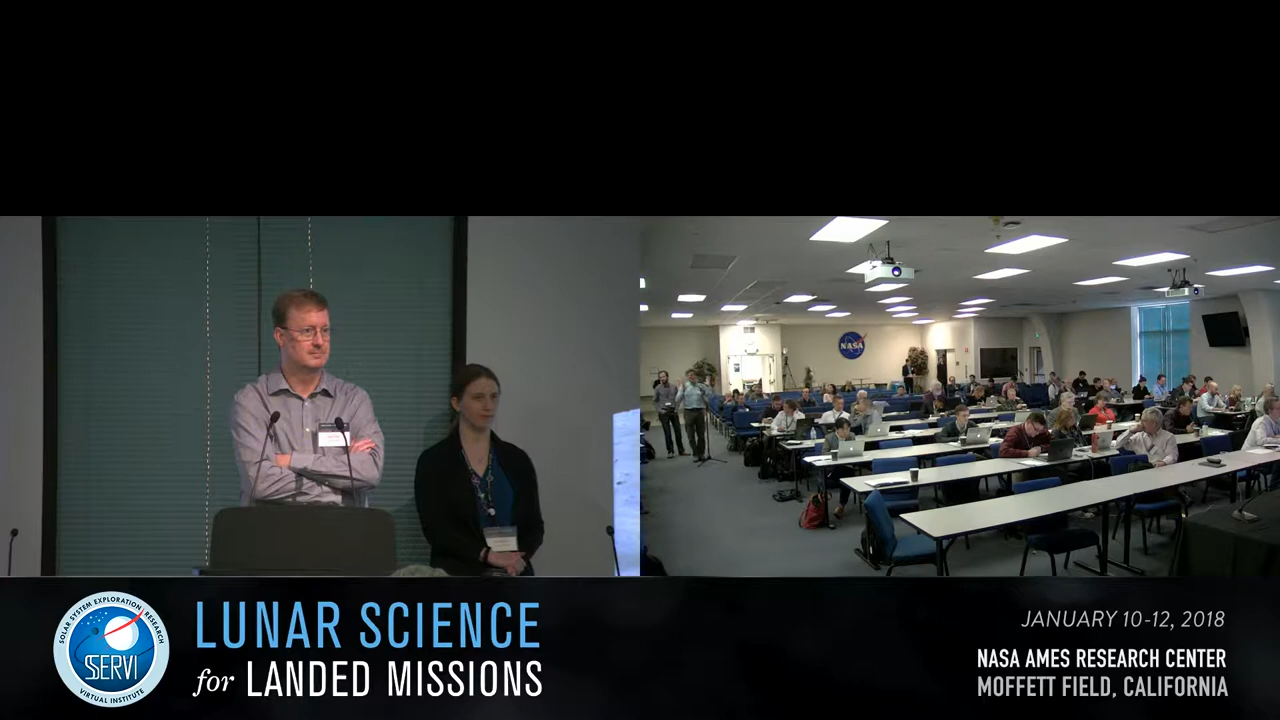 NASA
SOLAR SYSTEM EXPLORATION RESEARCH
SSERVI
VIRTUAL INSTITUTE
LUNAR SCIENCE
for LANDED MISSIONS
JANUARY 10-12, 2018
NASA AMES RESEARCH CENTER
MOFFETT FIELD, CALIFORNIA